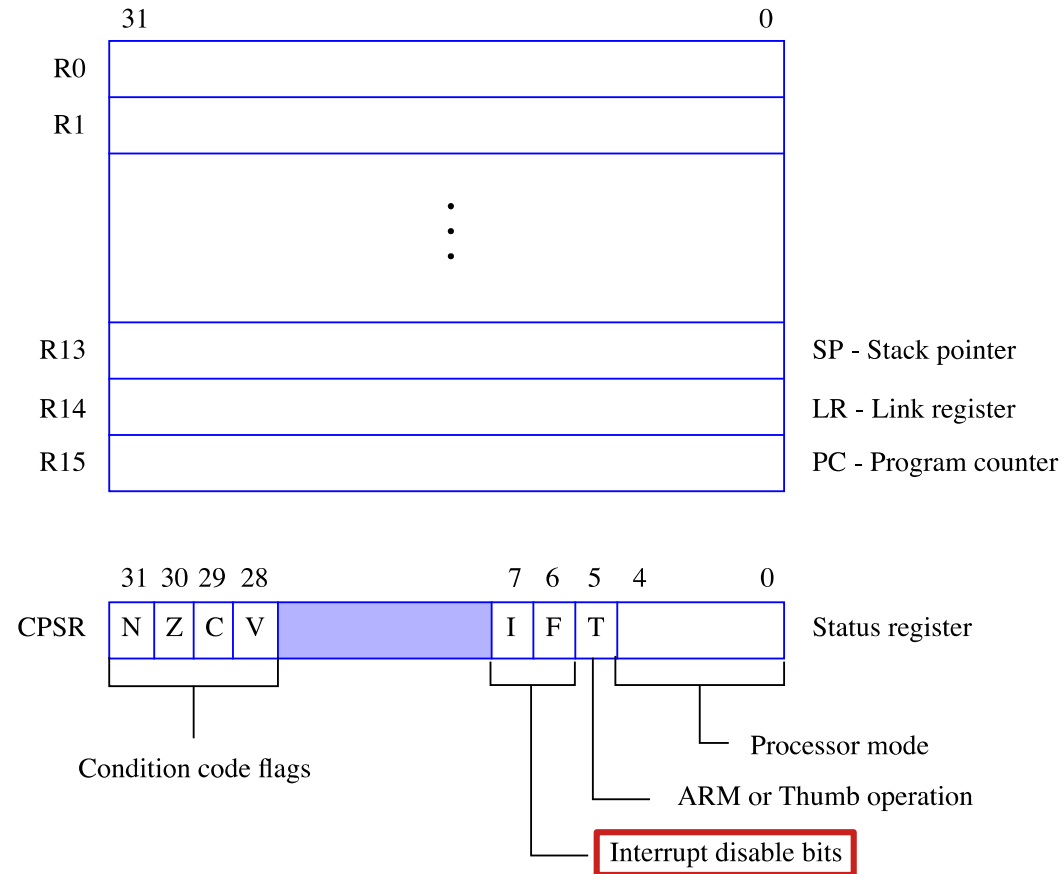 31 0
R0
R1
R13 SP - Stack pointer
R14 LR - Link register
R15 PC - Program counter
31 30 29 28 7 6 5 4 0
CPSR N Z C V I F T Status register
Processor mode
Condition code flags
ARM or Thumb operation
Interrupt disable bits